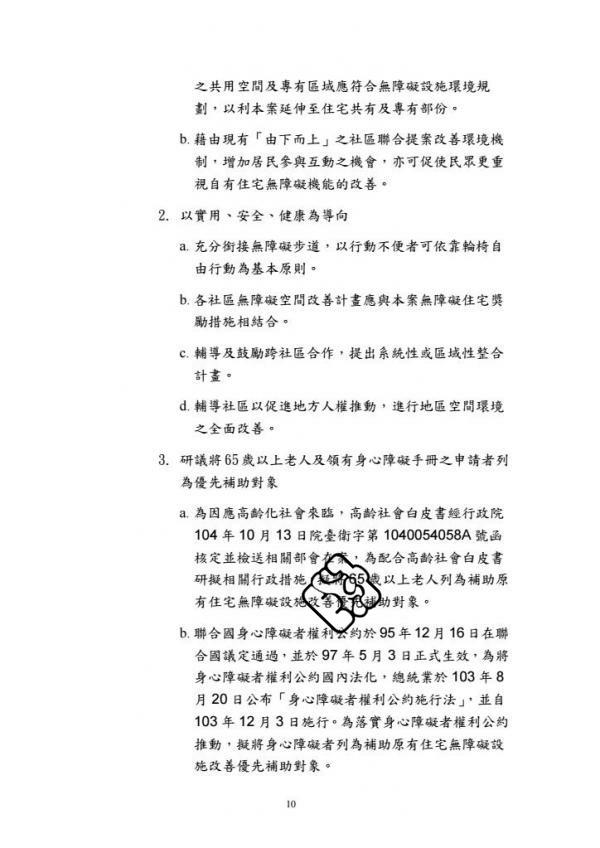 之共用空間及專有區域應符合無障礙設施環境規
劃，以利本案延伸至住宅共有及專有部份。
b. 藉由現有「由下而上」之社區聯合提案改善環境機
制，增加居民參與互動之機會，亦可促使民眾更重
視自有住宅無障礙機能的改善。
2. 以實用、安全、健康為導向
a. 充分銜接無障礙步道，以行動不便者可依靠輪椅自
由行動為基本原則。
b. 各社區無障礙空間改善計畫應與本案無障礙住宅獎
勵措施相結合。
c. 輔導及鼓勵跨社區合作，提出系統性或區域性整合
計畫。
d. 輔導社區以促進地方人權推動，進行地區空間環境
之全面改善。
3. 研議將 65 歲以上老人及領有身心障礙手冊之申請者列
為優先補助對象
a. 為因應高齡化社會來臨，高齡社會白皮書經行政院
104 年 10 月 13 日院臺衛字第 1040054058A 號函
核定並檢送相關部會在案，為配合高齡社會白皮書
研擬相關行政措施，擬將 65 歲以上老人列為補助原
有住宅無障礙設施改善優先補助對象。
b. 聯合國身心障礙者權利公約於 95 年 12 月 16 日在聯
合國議定通過，並於 97 年 5 月 3 日正式生效，為將
身心障礙者權利公約國內法化，總統業於 103 年 8
月 20 日公布「身心障礙者權利公約施行法」，並自
103 年 12 月 3 日施行。為落實身心障礙者權利公約
推動，擬將身心障礙者列為補助原有住宅無障礙設
施改善優先補助對象。
10